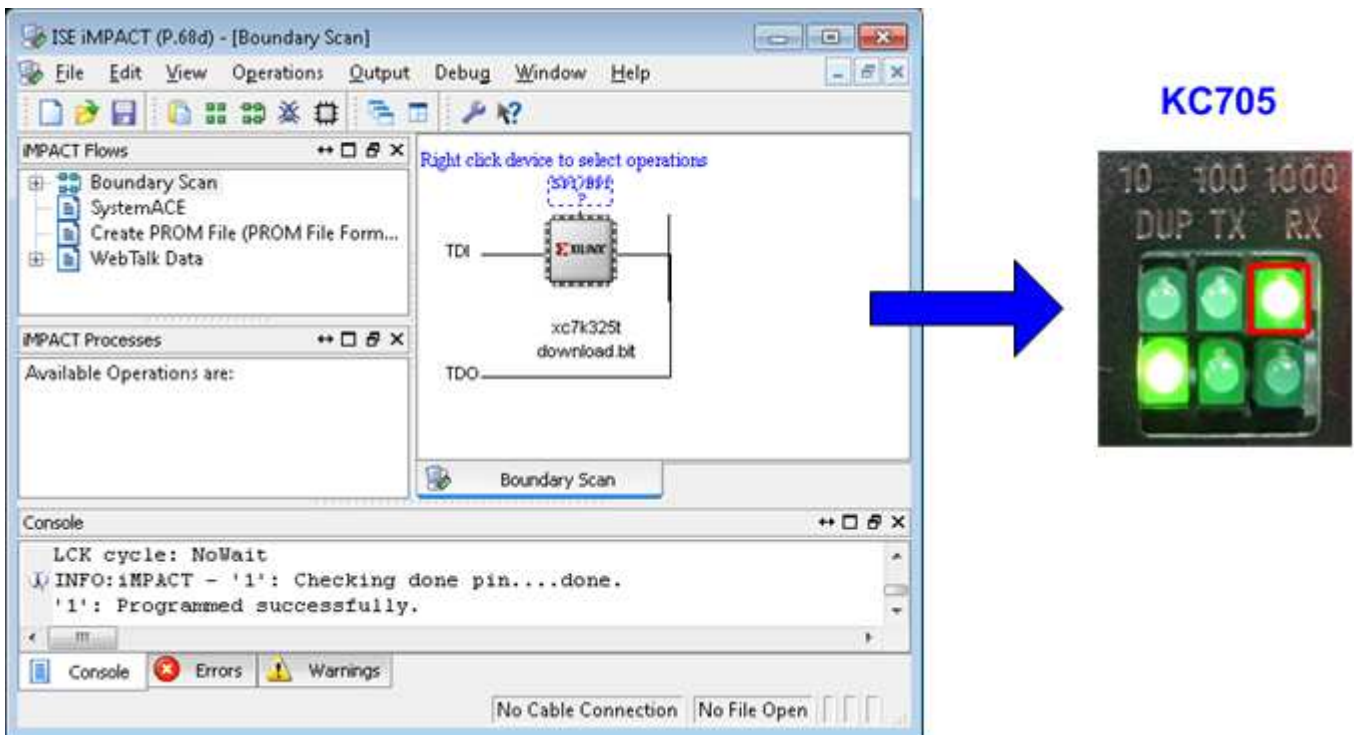 ISE iMPACT (P.68d) - [Boundary Scan]
File Edit View Operations Output Debug Window Help
iMPACT Flows
Boundary Scan
SystemACE
Create PROM File (PROM File Form...
WebTalk Data
iMPACT Processes
Available Operations are:
Right click device to select operations
SPI/BPI
?
TDI
XILINX
xc7k325t
download.bit
TDO
Boundary Scan
Console
LCK cycle: NoWait
INFO:iMPACT - '1': Checking done pin....done.
'1': Programmed successfully.
Console Errors Warnings
No Cable Connection No File Open
KC705
10 100 1000
DUP TX RX